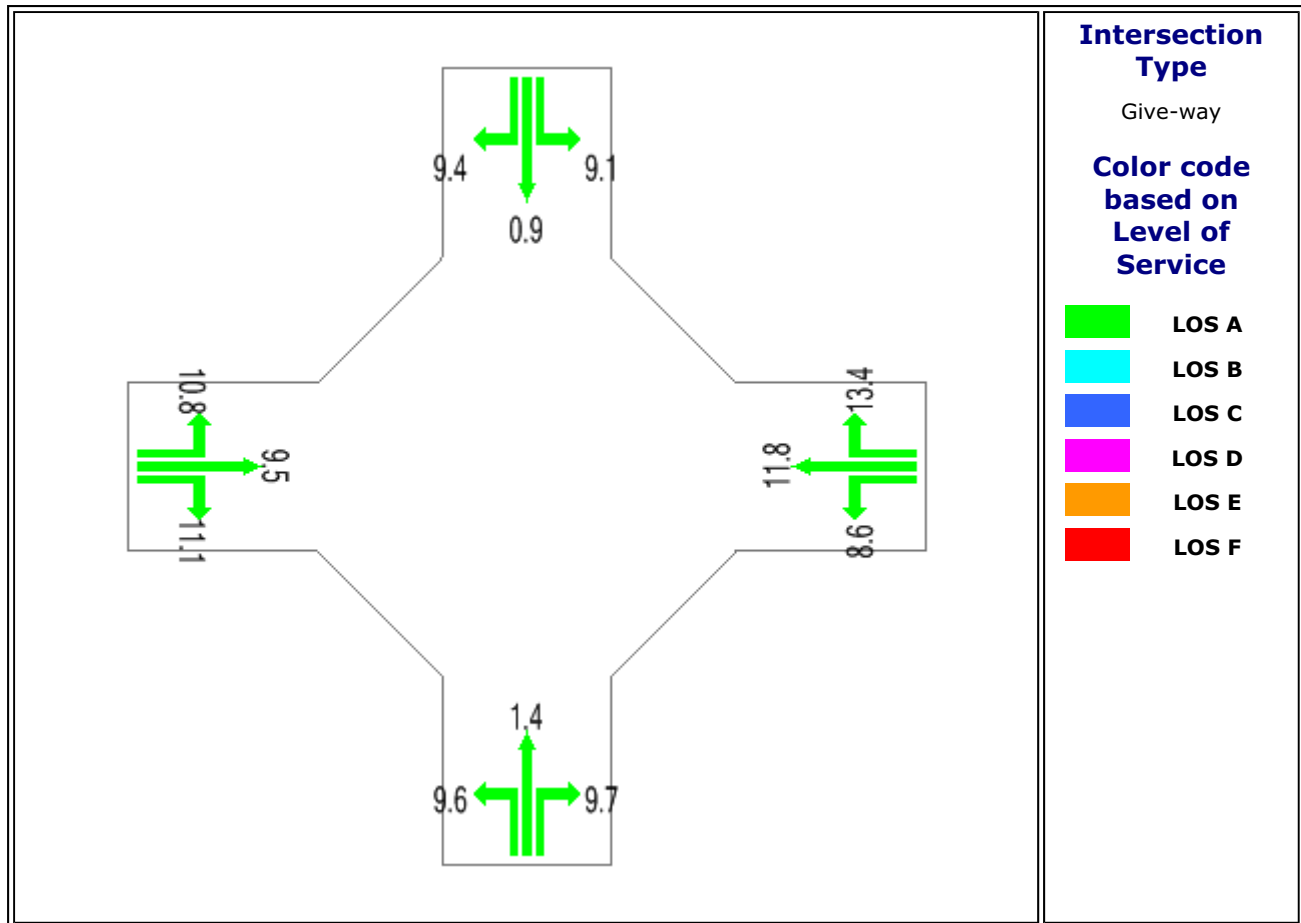 Intersection
Type
Give-way
Color code
based on
Level of
Service
LOS A
LOS B
LOS C
LOS D
LOS E
LOS F
9.4
9.1
0.9
10.8
9.5
11.1
13.4
11.8
8.6
1.4
9.6
9.7